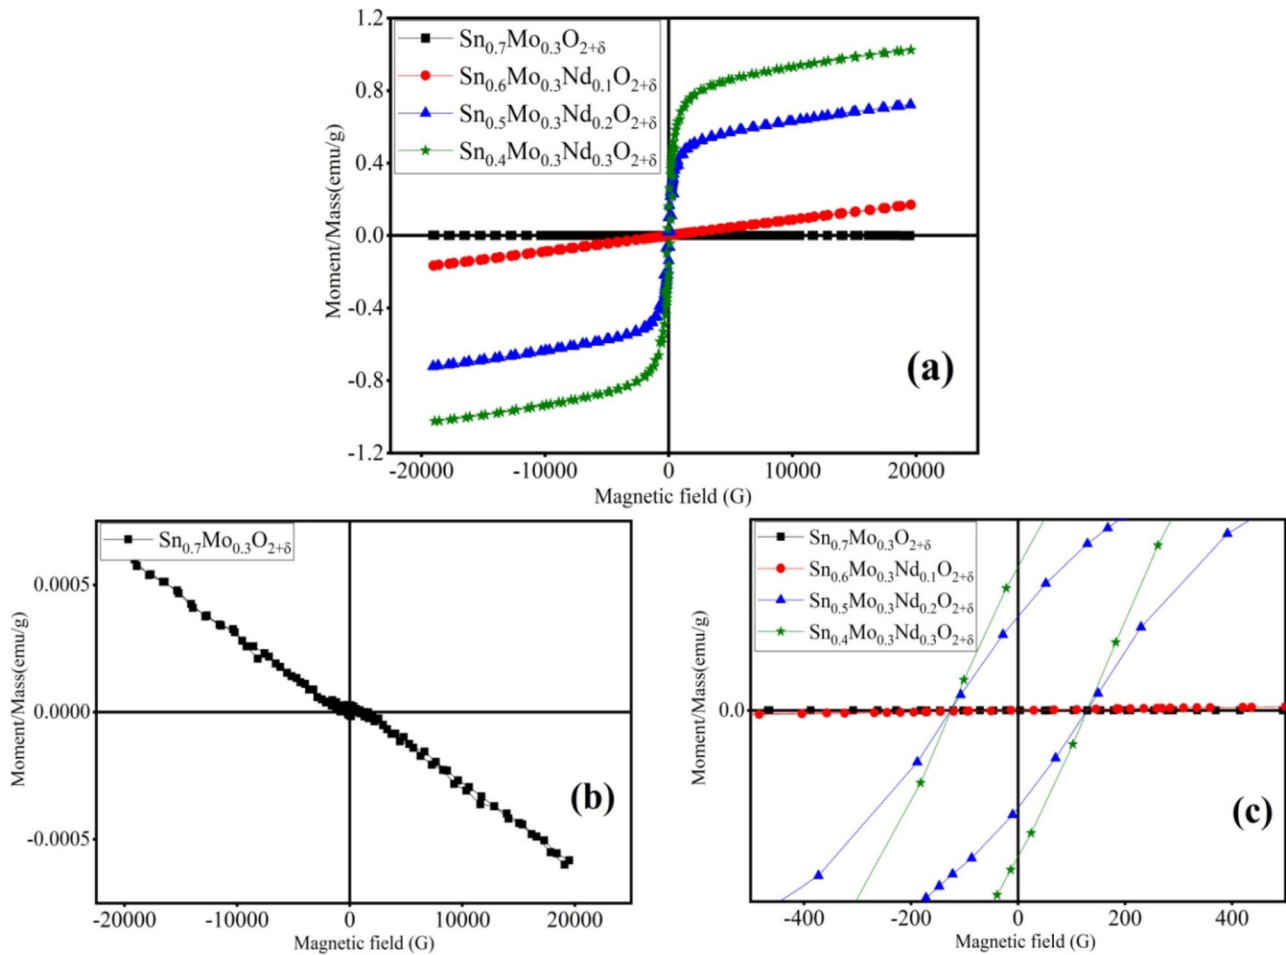 1.2
0.8
0.4
0.0
-0.4
-0.8
-1.2
Moment/Mass(emu/g)
Sn0.7Mo0.3O2+δ
Sn0.6Mo0.3Nd0.1O2+δ
Sn0.5Mo0.3Nd0.2O2+δ
Sn0.4Mo0.3Nd0.3O2+δ
(a)
-20000 -10000 0 10000 20000
Magnetic field (G)
Sn0.7Mo0.3O2+δ
0.0005
0.0000
-0.0005
Moment/Mass(emu/g)
(b)
-20000 -10000 0 10000 20000
Magnetic field (G)
Sn0.7Mo0.3O2+δ
Sn0.6Mo0.3Nd0.1O2+δ
Sn0.5Mo0.3Nd0.2O2+δ
Sn0.4Mo0.3Nd0.3O2+δ
0.0
Moment/Mass(emu/g)
(c)
-400 -200 0 200 400
Magnetic field (G)